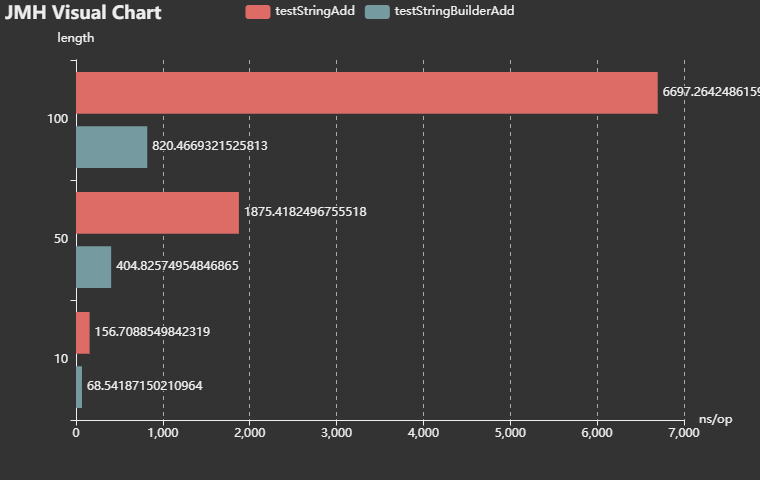 JMH Visual Chart
testStringAdd testStringBuilderAdd
length
6697.2642486159
100
820.4669321525813
1875.4182496755518
50
404.82574954846865
156.7088549842319
10
68.54187150210964
ns/op
0 1,000 2,000 3,000 4,000 5,000 6,000 7,000